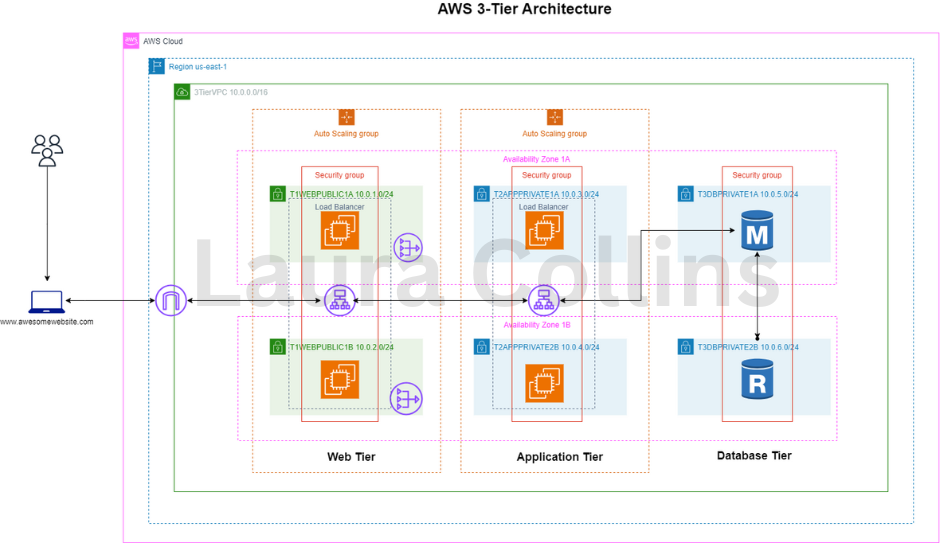 AWS 3-Tier Architecture
aws
AWS Cloud
Region us-east-1
3TierVPC 10.0.0.0/16
Auto Scaling group
Auto Scaling group
Availability Zone 1A
Security group
Security group
Security group
T1WEBPUBLIC1A 10.0.1.0/24
T2APPPRIVATE1A 10.0.3.0/24
T3DBPRIVATE1A 10.0.5.0/24
Load Balancer
Load Balancer
M
Laura Collins
www.awesomewebsite.com
Availability Zone 1B
T1WEBPUBLIC1B 10.0.2.0/24
T2APPPRIVATE2B 10.0.4.0/24
T3DBPRIVATE2B 10.0.6.0/24
R
Web Tier
Application Tier
Database Tier